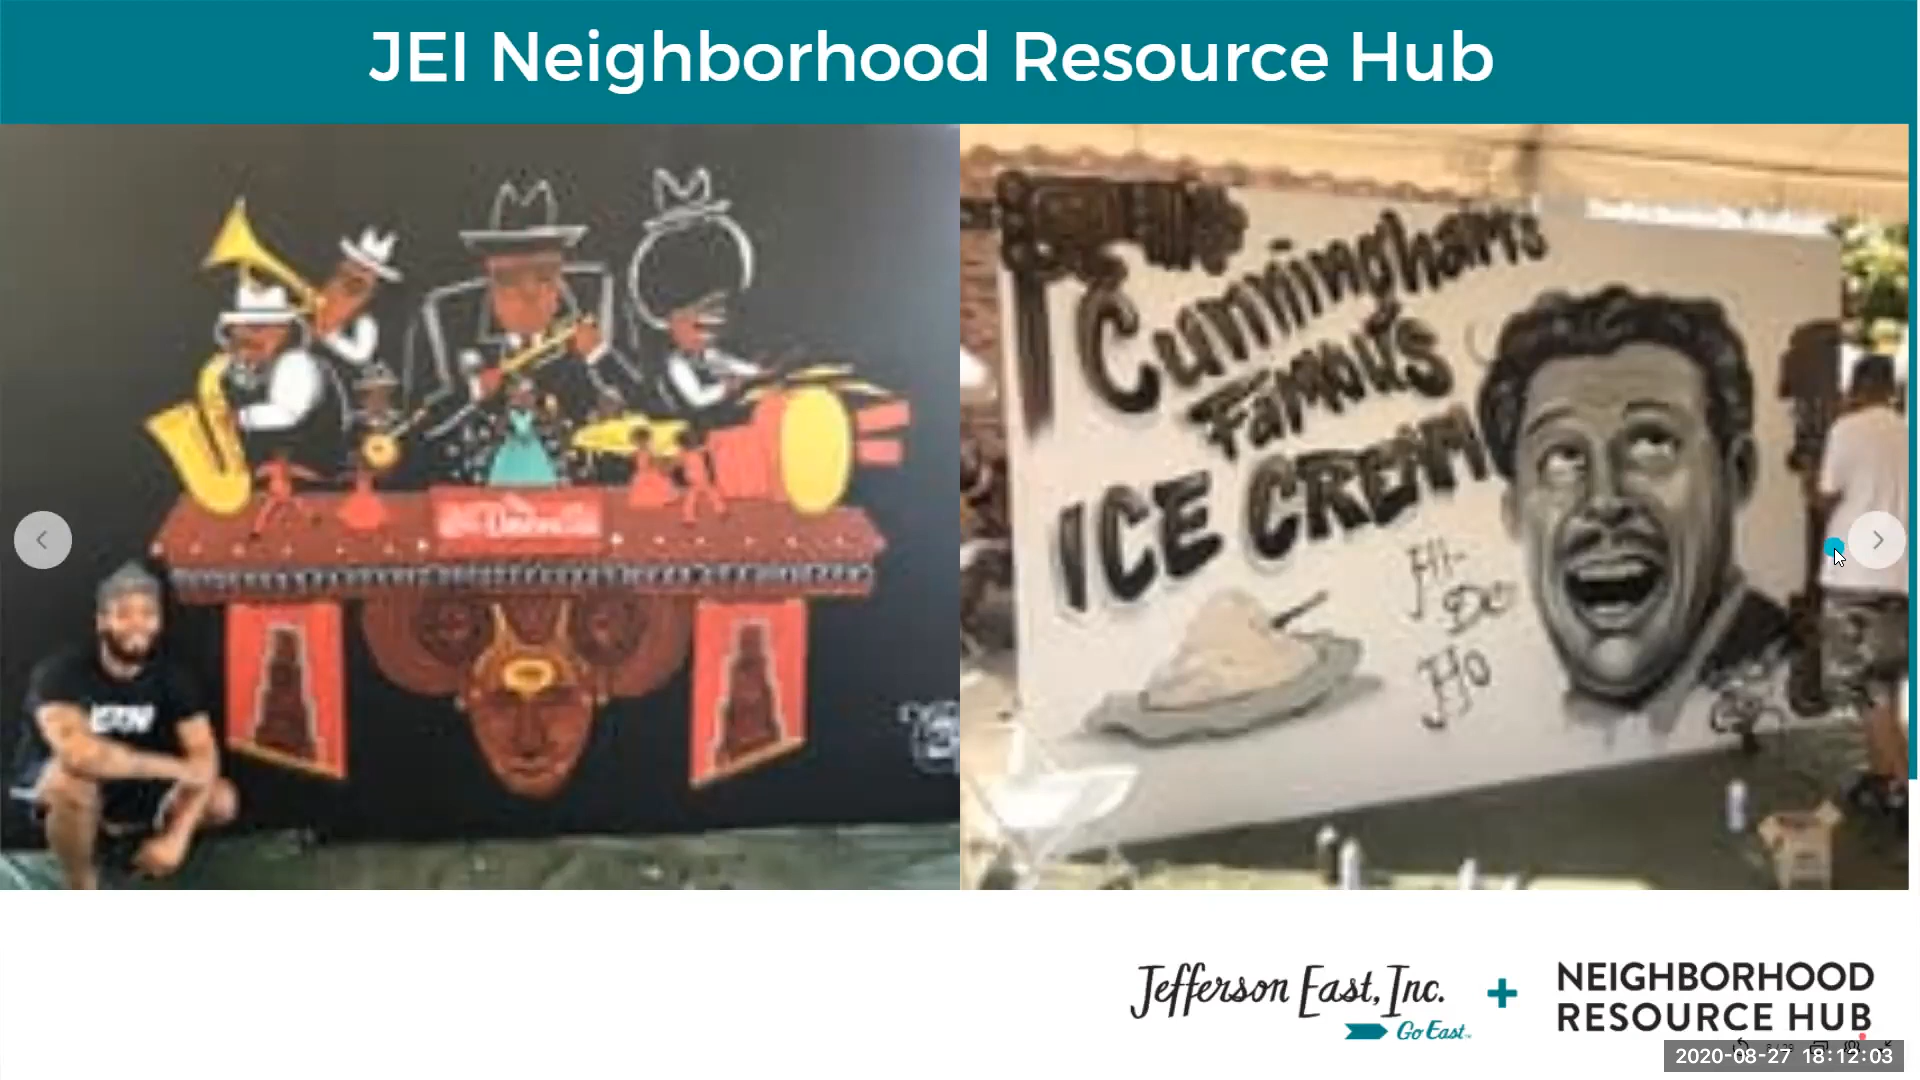 JEI Neighborhood Resource Hub
Cunningham's
Famous
ICE CREAM
Hi-
De
Ho
Jefferson East, Inc.
Go East
+
NEIGHBORHOOD
RESOURCE HUB
2020-08-27 18:12:03